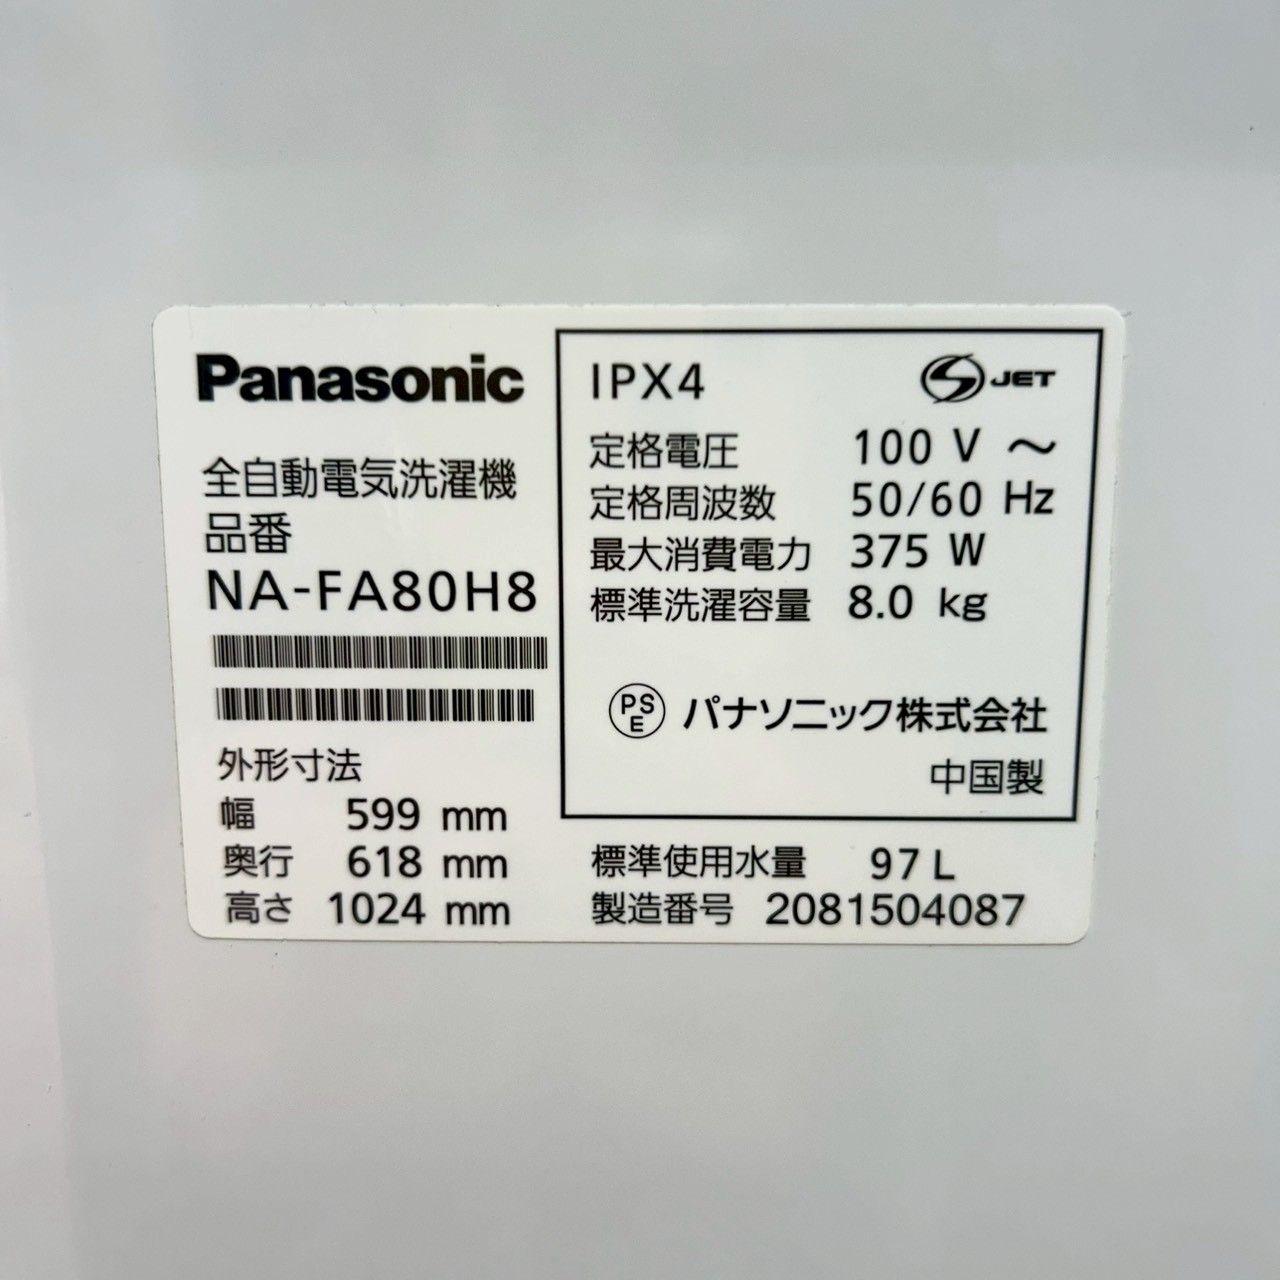 Panasonic
全自動電気洗濯機
品番
NA-FA80H8
外形寸法
幅 599 mm
奥行 618 mm
高さ 1024 mm
IPX4
S JET
定格電圧 100 V ～
定格周波数 50/60 Hz
最大消費電力 375 W
標準洗濯容量 8.0 kg
PSE パナソニック株式会社
中国製
標準使用水量 97 L
製造番号 2081504087